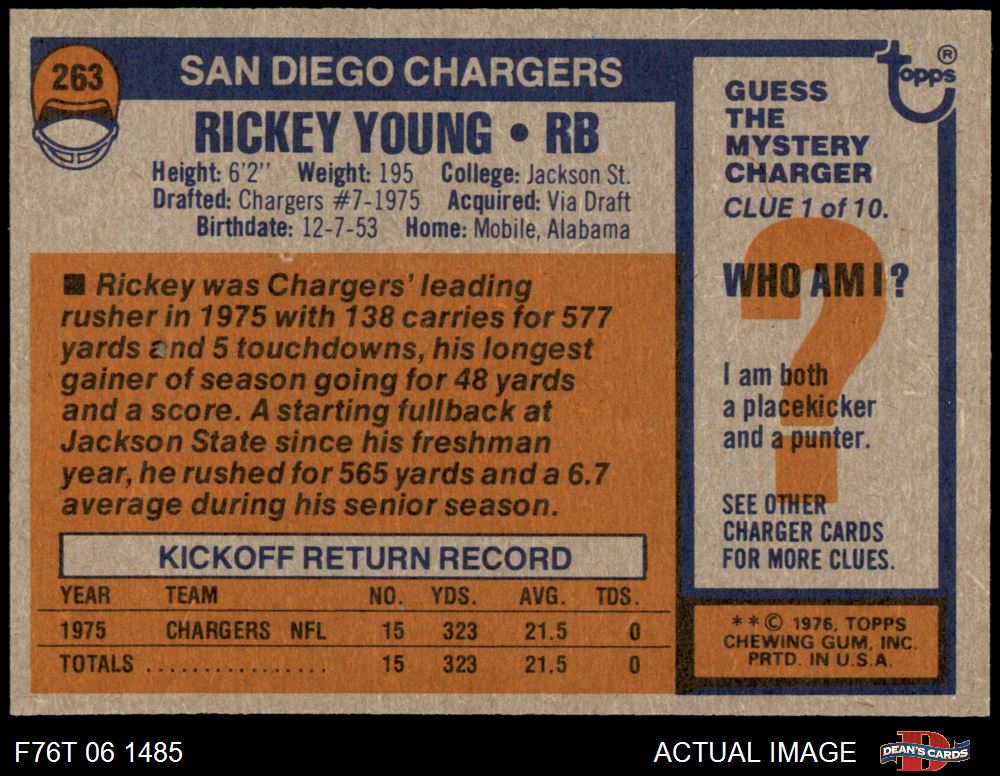 263
SAN DIEGO CHARGERS
RICKEY YOUNG • RB
Height: 6'2" Weight: 195 College: Jackson St.
Drafted: Chargers #7-1975 Acquired: Via Draft
Birthdate: 12-7-53 Home: Mobile, Alabama
■ Rickey was Chargers' leading
rusher in 1975 with 138 carries for 577
yards and 5 touchdowns, his longest
gainer of season going for 48 yards
and a score. A starting fullback at
Jackson State since his freshman
year, he rushed for 565 yards and a 6.7
average during his senior season.
KICKOFF RETURN RECORD
YEAR TEAM NO. YDS. AVG. TDS.
1975 CHARGERS NFL 15 323 21.5 0
TOTALS ................ 15 323 21.5 0
topps®
GUESS
THE
MYSTERY
CHARGER
CLUE 1 of 10.
?
WHO AM I?
I am both
a placekicker
and a punter.
SEE OTHER
CHARGER CARDS
FOR MORE CLUES.
**© 1976, TOPPS
CHEWING GUM, INC.
PRTD. IN U.S.A.
F76T 06 1485
ACTUAL IMAGE
D
DEAN'S CARDS